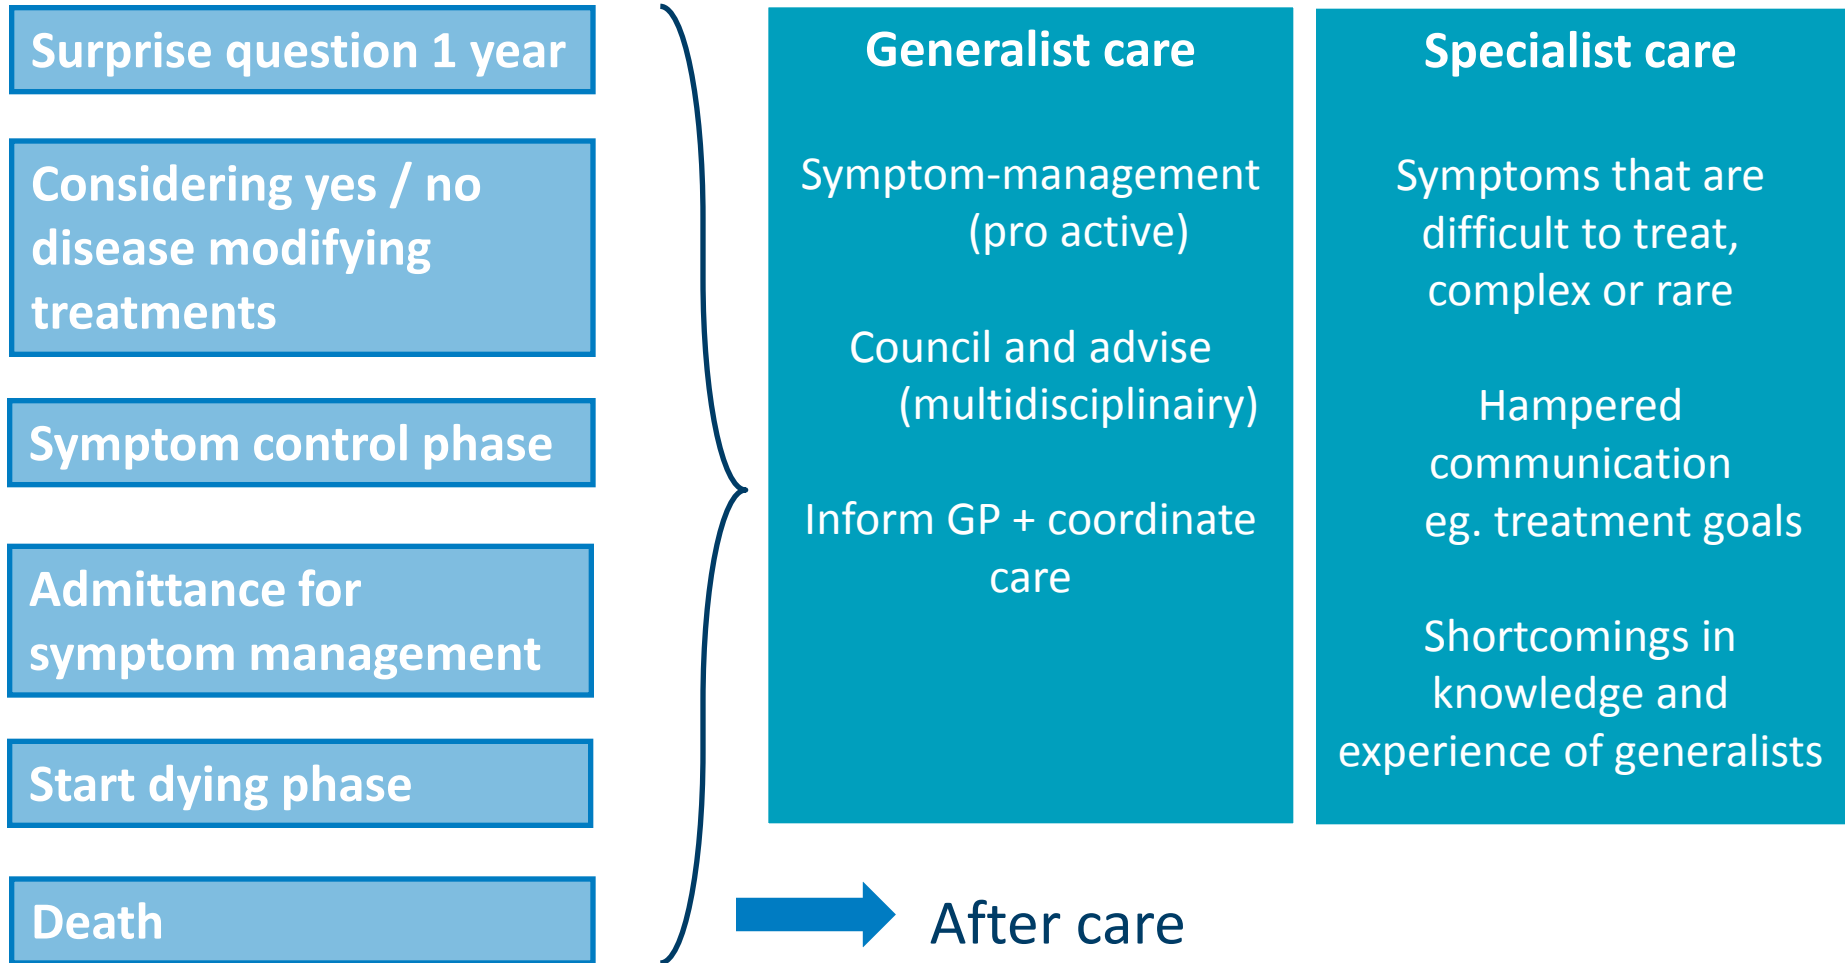 Surprise question 1 year
Considering yes / no
disease modifying
treatments
Symptom control phase
Admittance for
symptom management
Start dying phase
Death
Generalist care
Symptom-management
(pro active)
Council and advise
(multidisciplinairy)
Inform GP + coordinate
care
Specialist care
Symptoms that are
difficult to treat,
complex or rare
Hampered
communication
eg. treatment goals
Shortcomings in
knowledge and
experience of generalists
After care